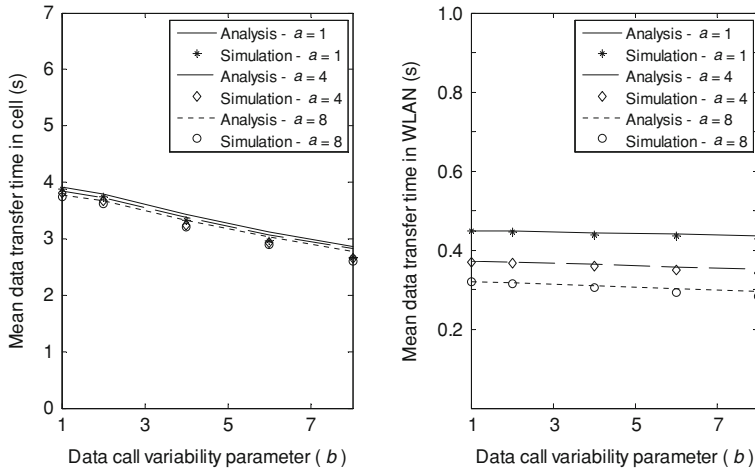 7
6
5
4
3
2
1
0
Mean data transfer time in cell (s)
Analysis - a = 1
Simulation - a = 1
Analysis - a = 4
Simulation - a = 4
Analysis - a = 8
Simulation - a = 8
1 3 5 7
Data call variability parameter ( b )
1.0
0.8
0.6
0.4
0.2
Mean data transfer time in WLAN (s)
Analysis - a = 1
Simulation - a = 1
Analysis - a = 4
Simulation - a = 4
Analysis - a = 8
Simulation - a = 8
1 3 5 7
Data call variability parameter ( b )